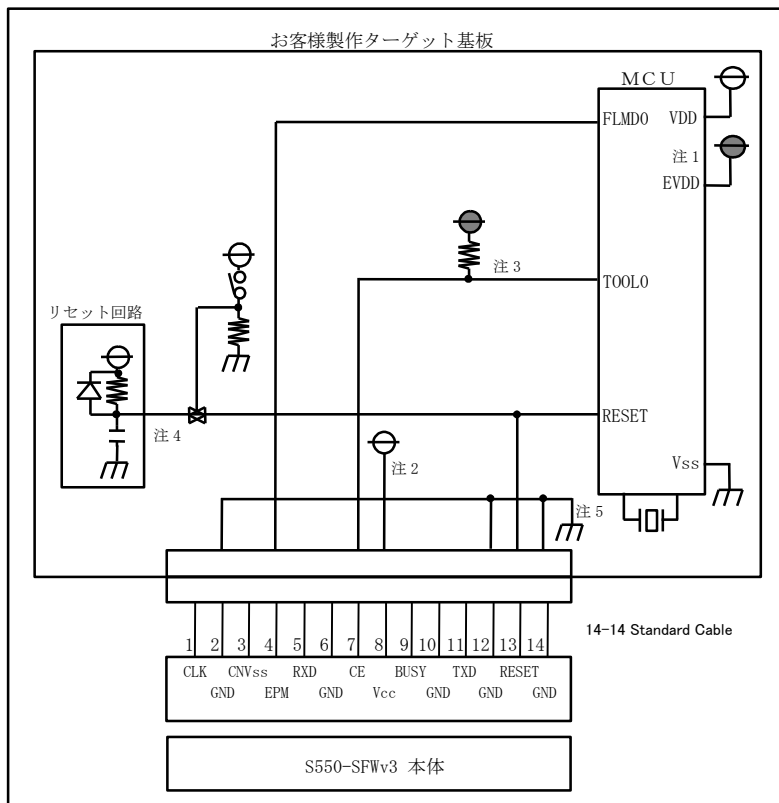 お客様製作ターゲット基板
MCU
FLMD0
VDD
注1
EVDD
注3
TOOL0
リセット回路
RESET
注4
注2
Vss
注5
14-14 Standard Cable
1 2 3 4 5 6 7 8 9 10 11 12 13 14
CLK CNVss RXD CE BUSY TXD RESET
GND EPM GND Vcc GND GND GND
S550-SFWv3 本体